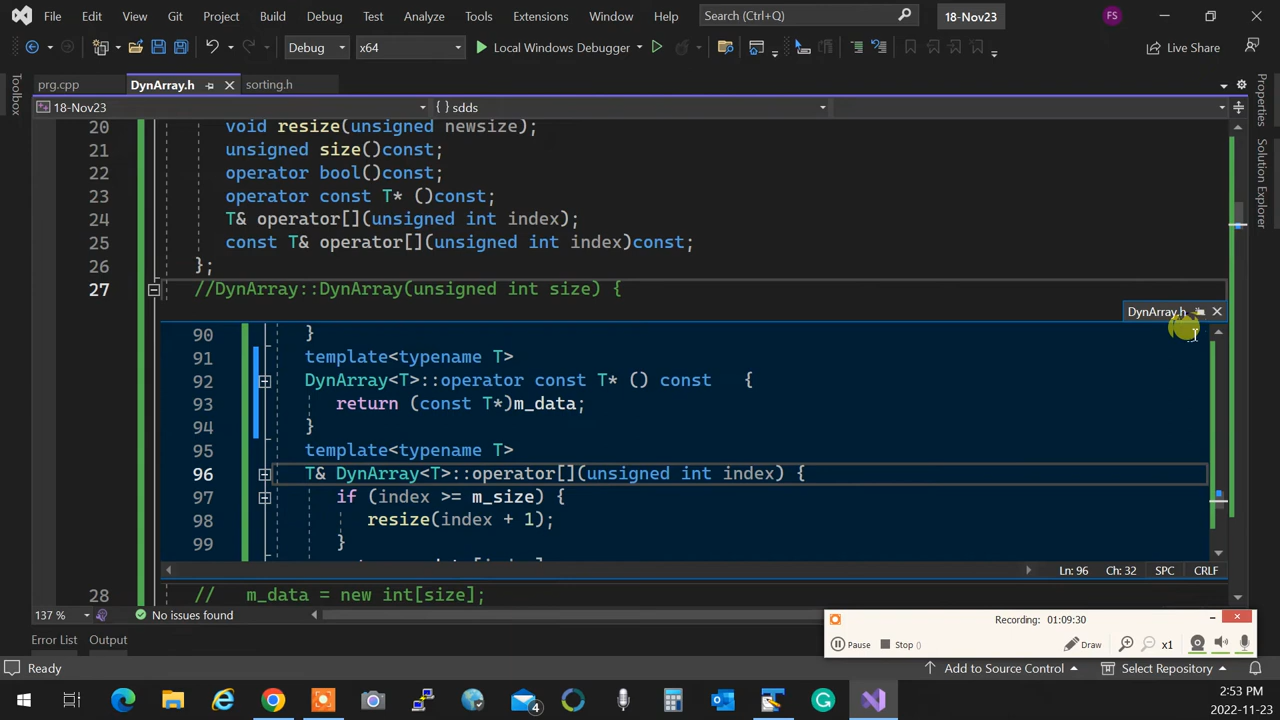 File Edit View Git Project Build Debug Test Analyze Tools Extensions Window Help Search (Ctrl+Q) 18-Nov23 FS
Debug x64 Local Windows Debugger Live Share
prg.cpp DynArray.h sorting.h
18-Nov23 { } sdds
Toolbox
Properties
Solution Explorer
20 void resize(unsigned newsize);
21 unsigned size()const;
22 operator bool()const;
23 operator const T* ()const;
24 T& operator[](unsigned int index);
25 const T& operator[](unsigned int index)const;
26 };
27 //DynArray::DynArray(unsigned int size) {
DynArray.h
90 }
91 template<typename T>
92 DynArray<T>::operator const T* () const {
93 return (const T*)m_data;
94 }
95 template<typename T>
96 T& DynArray<T>::operator[](unsigned int index) {
97 if (index >= m_size) {
98 resize(index + 1);
99 }
Ln: 96 Ch: 32 SPC CRLF
28 // m_data = new int[size];
137 % No issues found
Recording: 01:09:30
Pause Stop () Draw x1
Error List Output
Ready Add to Source Control Select Repository
4
2:53 PM
2022-11-23